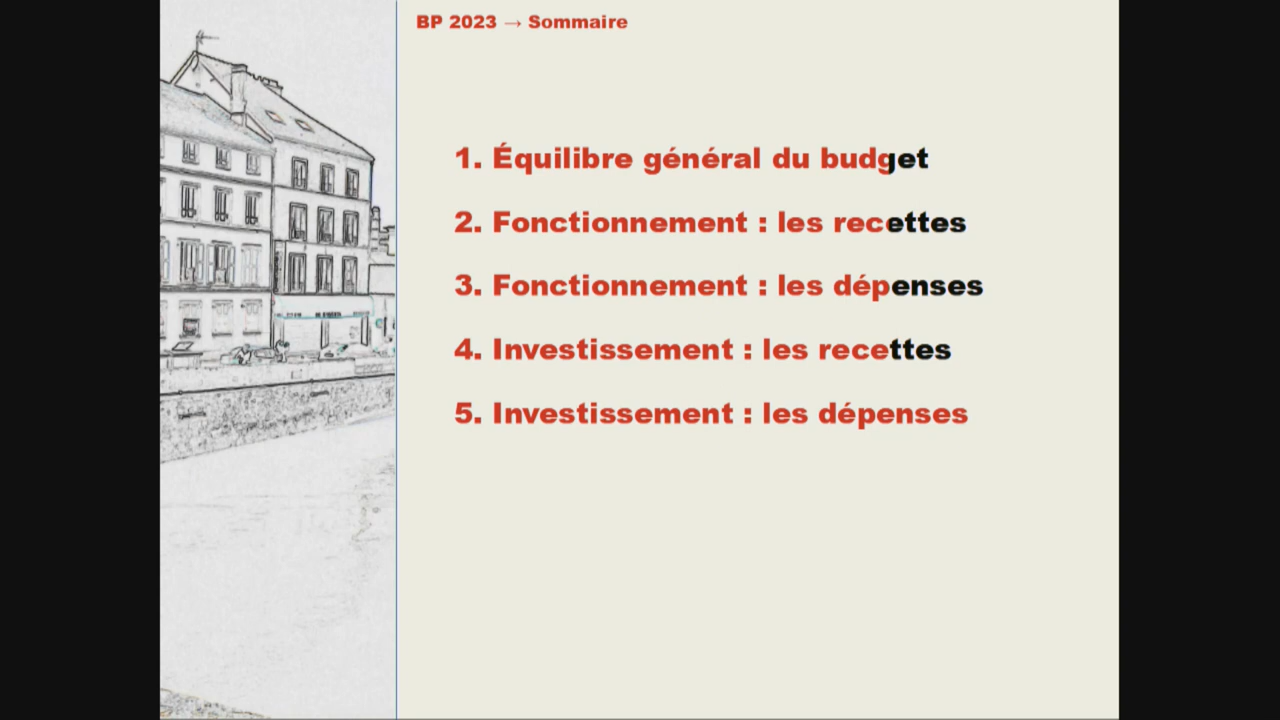 BP 2023 → Sommaire
1. Équilibre général du budget
2. Fonctionnement : les recettes
3. Fonctionnement : les dépenses
4. Investissement : les recettes
5. Investissement : les dépenses